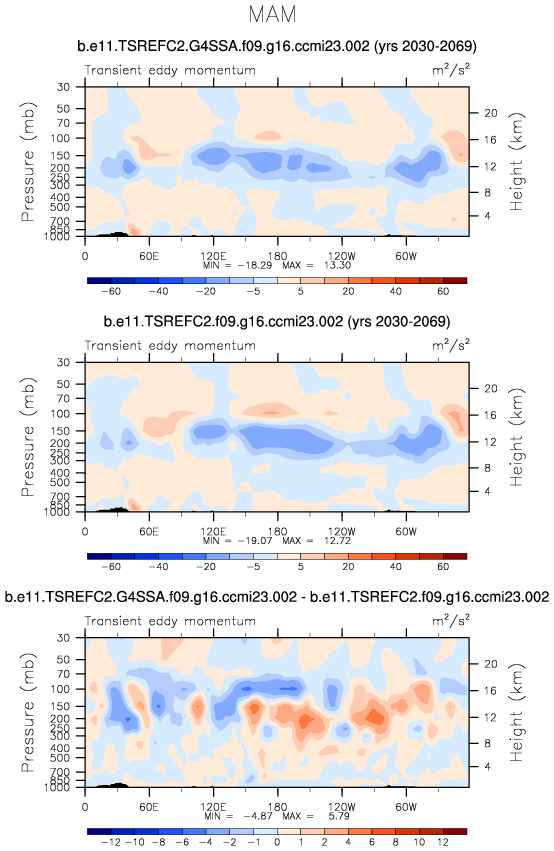 MAM
b.e11.TSREFC2.G4SSA.f09.g16.ccmi23.002 (yrs 2030-2069)
Transient eddy momentum m²/s²
Pressure (mb)
30
50
70
100
150
200
250
300
500
700
850
1000
Height (km)
20
16
12
8
4
0 60E 120E 180 120W 60W
MIN = -18.29 MAX = 13.30
-60 -40 -20 -5 5 20 40 60
b.e11.TSREFC2.f09.g16.ccmi23.002 (yrs 2030-2069)
Transient eddy momentum m²/s²
Pressure (mb)
30
50
70
100
150
200
250
300
500
700
850
1000
Height (km)
20
16
12
8
4
0 60E 120E 180 120W 60W
MIN = -19.07 MAX = 12.72
-60 -40 -20 -5 5 20 40 60
b.e11.TSREFC2.G4SSA.f09.g16.ccmi23.002 - b.e11.TSREFC2.f09.g16.ccmi23.002
Transient eddy momentum m²/s²
Pressure (mb)
30
50
70
100
150
200
250
300
500
700
850
1000
Height (km)
20
16
12
8
4
0 60E 120E 180 120W 60W
MIN = -4.87 MAX = 5.79
-12 -10 -8 -6 -4 -2 -1 0 1 2 4 6 8 10 12